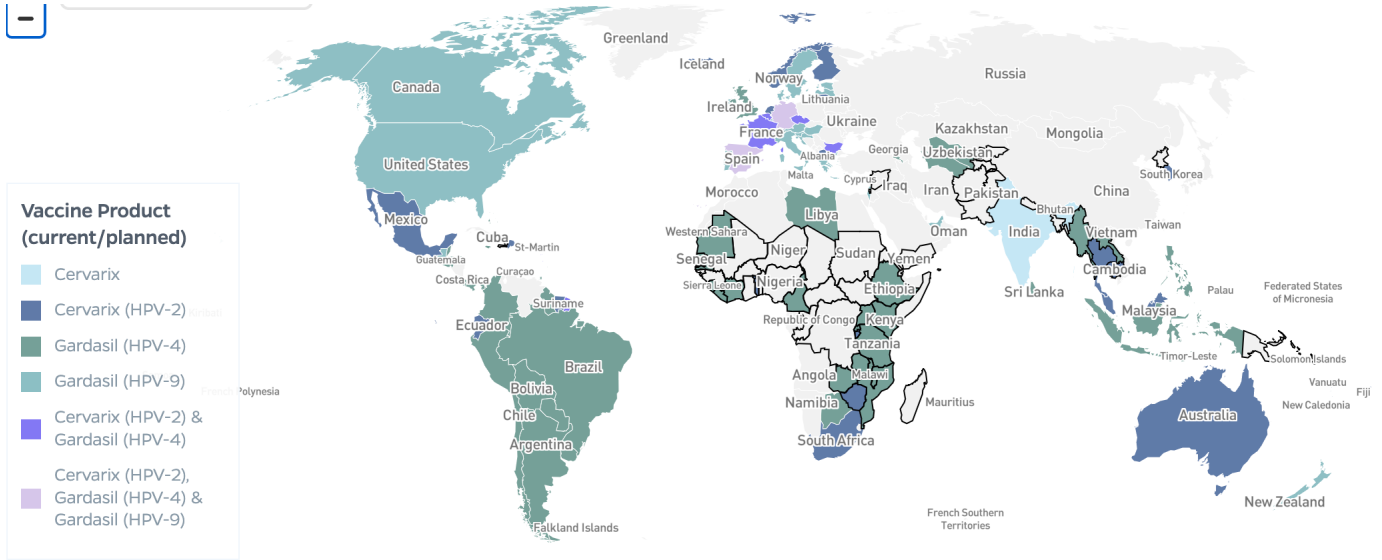 Greenland
Iceland
Norway
Russia
Canada
Ireland
Lithuania
Ukraine
France
Kazakhstan
Mongolia
United States
Spain
Albania
Georgia
Uzbekistan
Malta
Cyprus
Iraq
Iran
Pakistan
China
South Korea
Morocco
Vaccine Product
(current/planned)
Cervarix
Cervarix (HPV-2)
Gardasil (HPV-4)
Gardasil (HPV-9)
Cervarix (HPV-2) &
Gardasil (HPV-4)
Cervarix (HPV-2),
Gardasil (HPV-4) &
Gardasil (HPV-9)
Mexico
Cuba
St-Martin
Guatemala
Costa Rica
Curaçao
Suriname
Ecuador
Brazil
Bolivia
Chile
Argentina
Falkland Islands
French Polynesia
Libya
Western Sahara
Senegal
Sierra Leone
Niger
Nigeria
Sudan
Yemen
Oman
Ethiopia
Republic of Congo
Kenya
Tanzania
Angola
Malawi
Namibia
South Africa
Mauritius
Bhutan
India
Sri Lanka
Taiwan
Vietnam
Cambodia
Malaysia
Palau
Federated States
of Micronesia
Timor-Leste
Solomon Islands
Vanuatu
Fiji
New Caledonia
Australia
New Zealand
French Southern
Territories